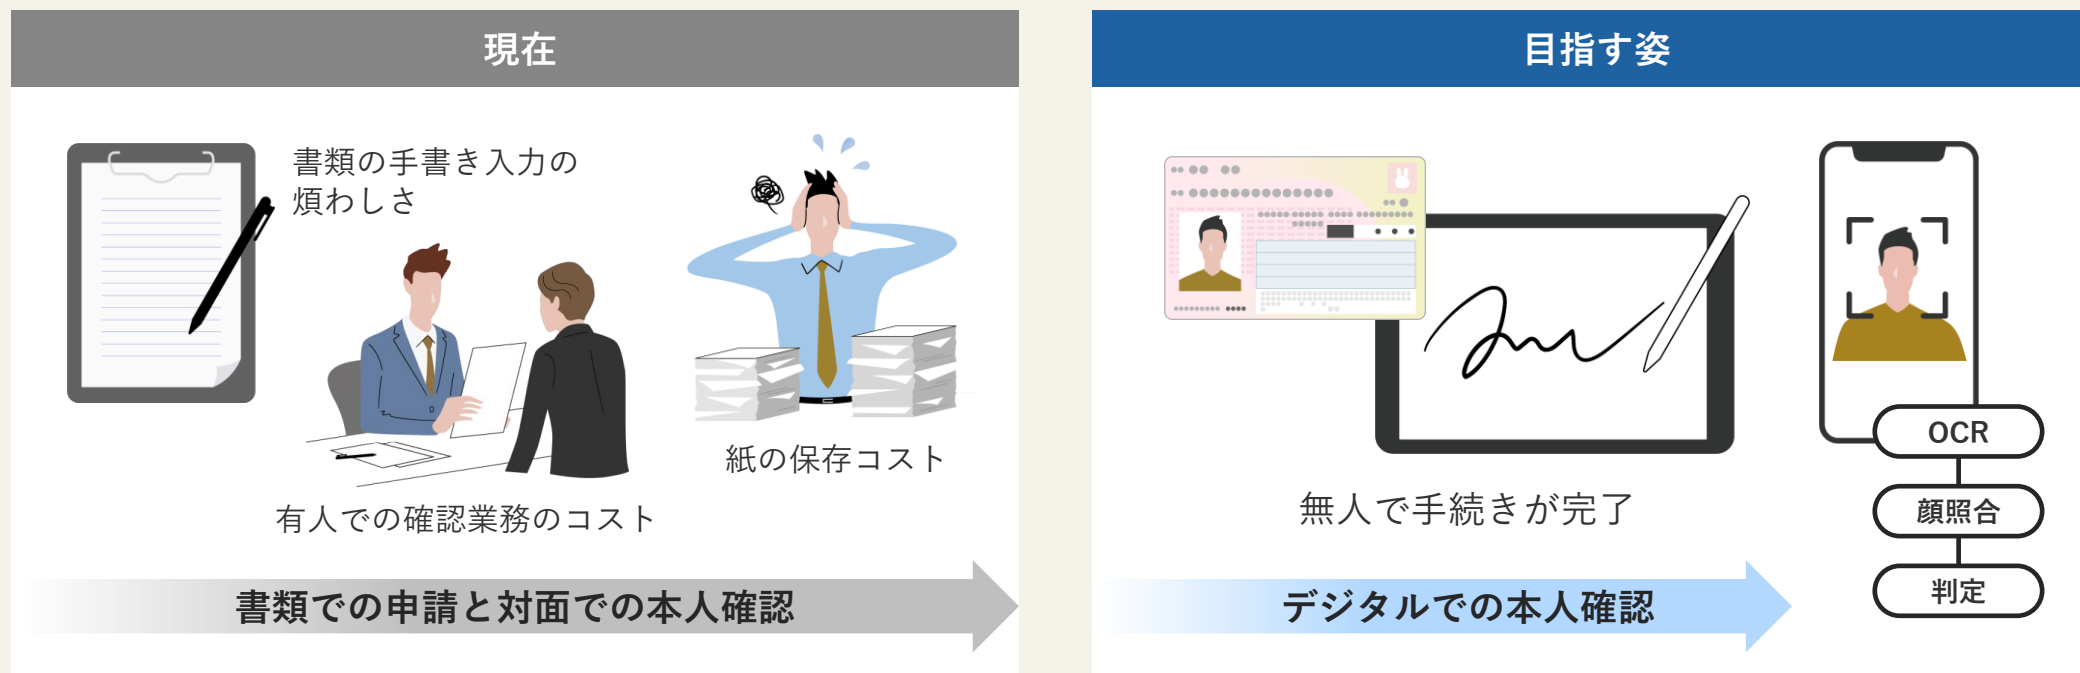 現在
書類の手書き入力の
煩わしさ
有人での確認業務のコスト
紙の保存コスト
書類での申請と対面での本人確認
目指す姿
無人で手続きが完了
OCR
顔照合
判定
デジタルでの本人確認